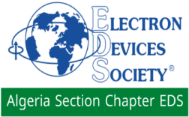 ELECTRON
DEVICES
SOCIETY®
Algeria Section Chapter EDS